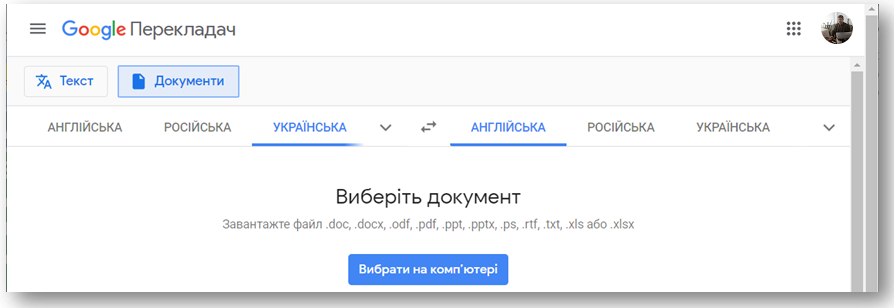 Google Перекладач
Текст Документи
АНГЛІЙСЬКА РОСІЙСЬКА УКРАЇНСЬКА АНГЛІЙСЬКА РОСІЙСЬКА УКРАЇНСЬКА
Виберіть документ
Завантажте файл .doc, .docx, .odf, .pdf, .ppt, .pptx, .ps, .rtf, .txt, .xls або .xlsx
Вибрати на комп'ютері